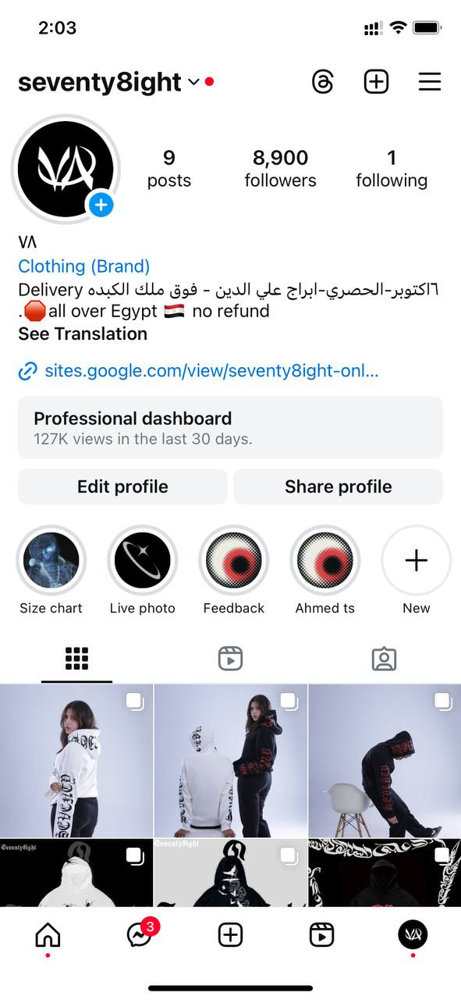 2:03
seventy8ight
9 8,900 1
posts followers following
٧٨
Clothing (Brand)
Delivery ٦اكتوبر-الحصري-ابراج علي الدين - فوق ملك الكبده
.🛑all over Egypt 🇪🇬 no refund
See Translation
sites.google.com/view/seventy8ight-onl...
Professional dashboard
127K views in the last 30 days.
Edit profile Share profile
Size chart Live photo Feedback Ahmed ts New
Seventy8ight Seventy8ight
3